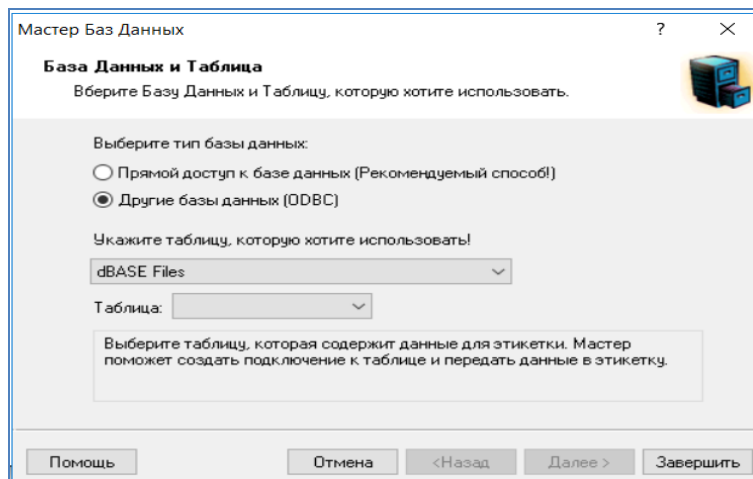 Мастер Баз Данных
?
База Данных и Таблица
Вберите Базу Данных и Таблицу, которую хотите использовать.
Выберите тип базы данных:
Прямой доступ к базе данных (Рекомендуемый способ!)
Другие базы данных (ODBC)
Укажите таблицу, которую хотите использовать!
dBASE Files
Таблица:
Выберите таблицу, которая содержит данные для этикетки. Мастер
поможет создать подключение к таблице и передать данные в этикетку.
Помощь Отмена <Назад Далее > Завершить